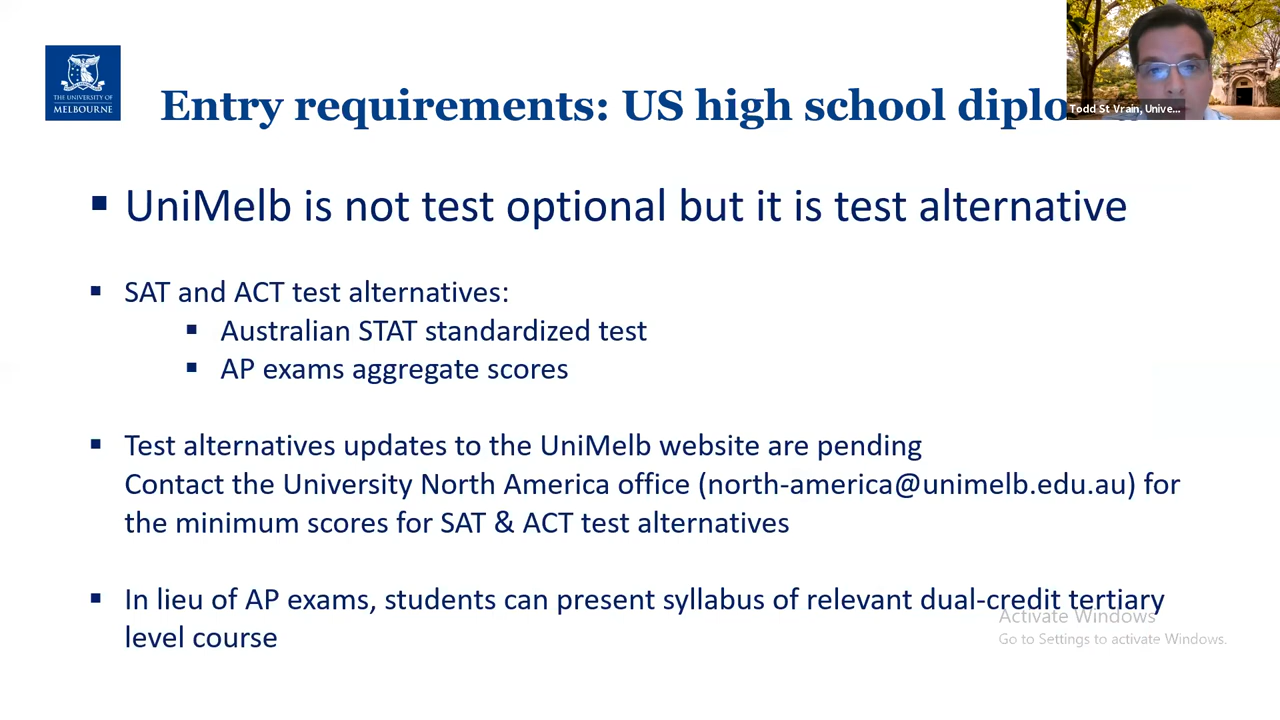 THE UNIVERSITY OF
MELBOURNE
Entry requirements: US high school
Todd St Vrain, Unive...
▪ UniMelb is not test optional but it is test alternative
▪ SAT and ACT test alternatives:
▪ Australian STAT standardized test
▪ AP exams aggregate scores
▪ Test alternatives updates to the UniMelb website are pending
Contact the University North America office (north-america@unimelb.edu.au) for
the minimum scores for SAT & ACT test alternatives
▪ In lieu of AP exams, students can present syllabus of relevant dual-credit tertiary
level course
Activate Windows
Go to Settings to activate Windows.